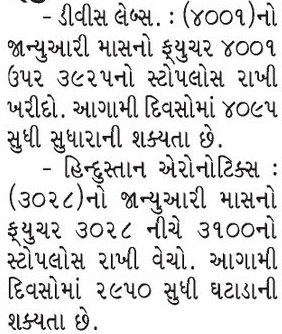 - ડીવીસ લેબ્સ. : (૪૦૦૧)નો
જાન્યુઆરી માસનો ફ્યુચર ૪૦૦૧
ઉપર ૩૯૨૫નો સ્ટોપલોસ રાખી
ખરીદો. આગામી દિવસોમાં ૪૦૯૫
સુધી સુધારાની શક્યતા છે.
- હિન્દુસ્તાન એરોનોટિક્સ :
(૩૦૨૮)નો જાન્યુઆરી માસનો
ફ્યુચર ૩૦૨૮ નીચે ૩૧૦૦નો
સ્ટોપલોસ રાખી વેચો. આગામી
દિવસોમાં ૨૯૫૦ સુધી ઘટાડાની
શક્યતા છે.